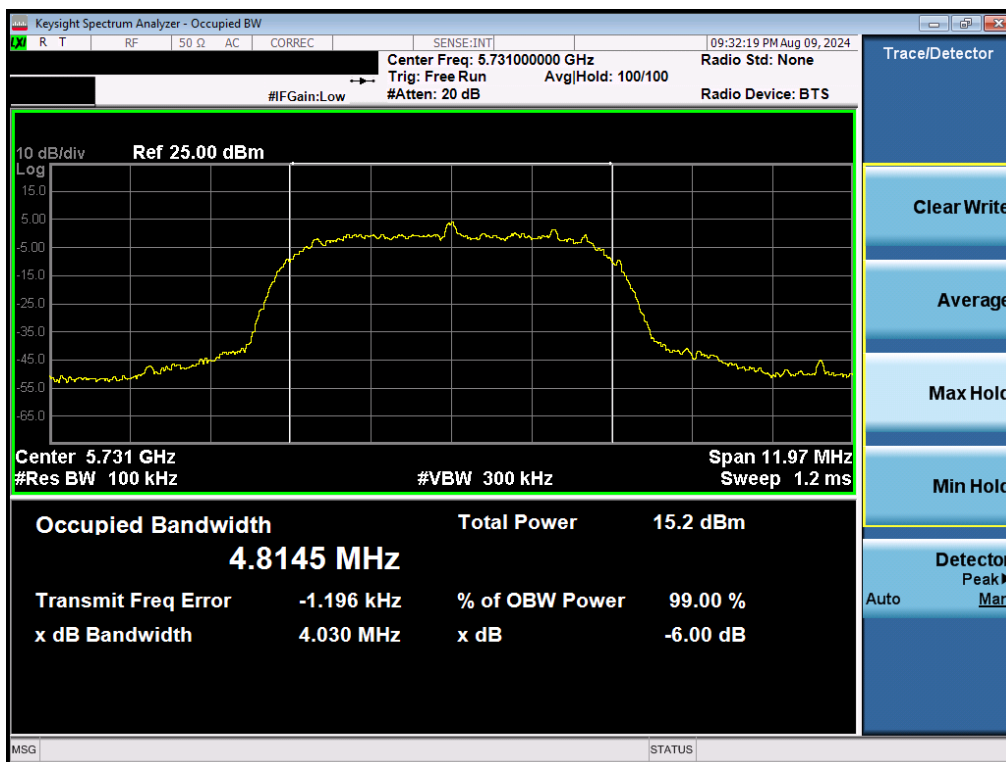 Keysight Spectrum Analyzer - Occupied BW
LXI R T RF 50 Ω AC CORREC SENSE:INT 09:32:19 PM Aug 09, 2024
Center Freq: 5.731000000 GHz Radio Std: None
Trig: Free Run Avg|Hold: 100/100
#IFGain:Low #Atten: 20 dB Radio Device: BTS
10 dB/div Ref 25.00 dBm
Log
15.0
5.00
-5.00
-15.0
-25.0
-35.0
-45.0
-55.0
-65.0
Center 5.731 GHz Span 11.97 MHz
#Res BW 100 kHz #VBW 300 kHz Sweep 1.2 ms
Occupied Bandwidth Total Power 15.2 dBm
4.8145 MHz
Transmit Freq Error -1.196 kHz % of OBW Power 99.00 %
x dB Bandwidth 4.030 MHz x dB -6.00 dB
Trace/Detector
Clear Write
Average
Max Hold
Min Hold
Detector
Peak
Auto Man
MSG STATUS